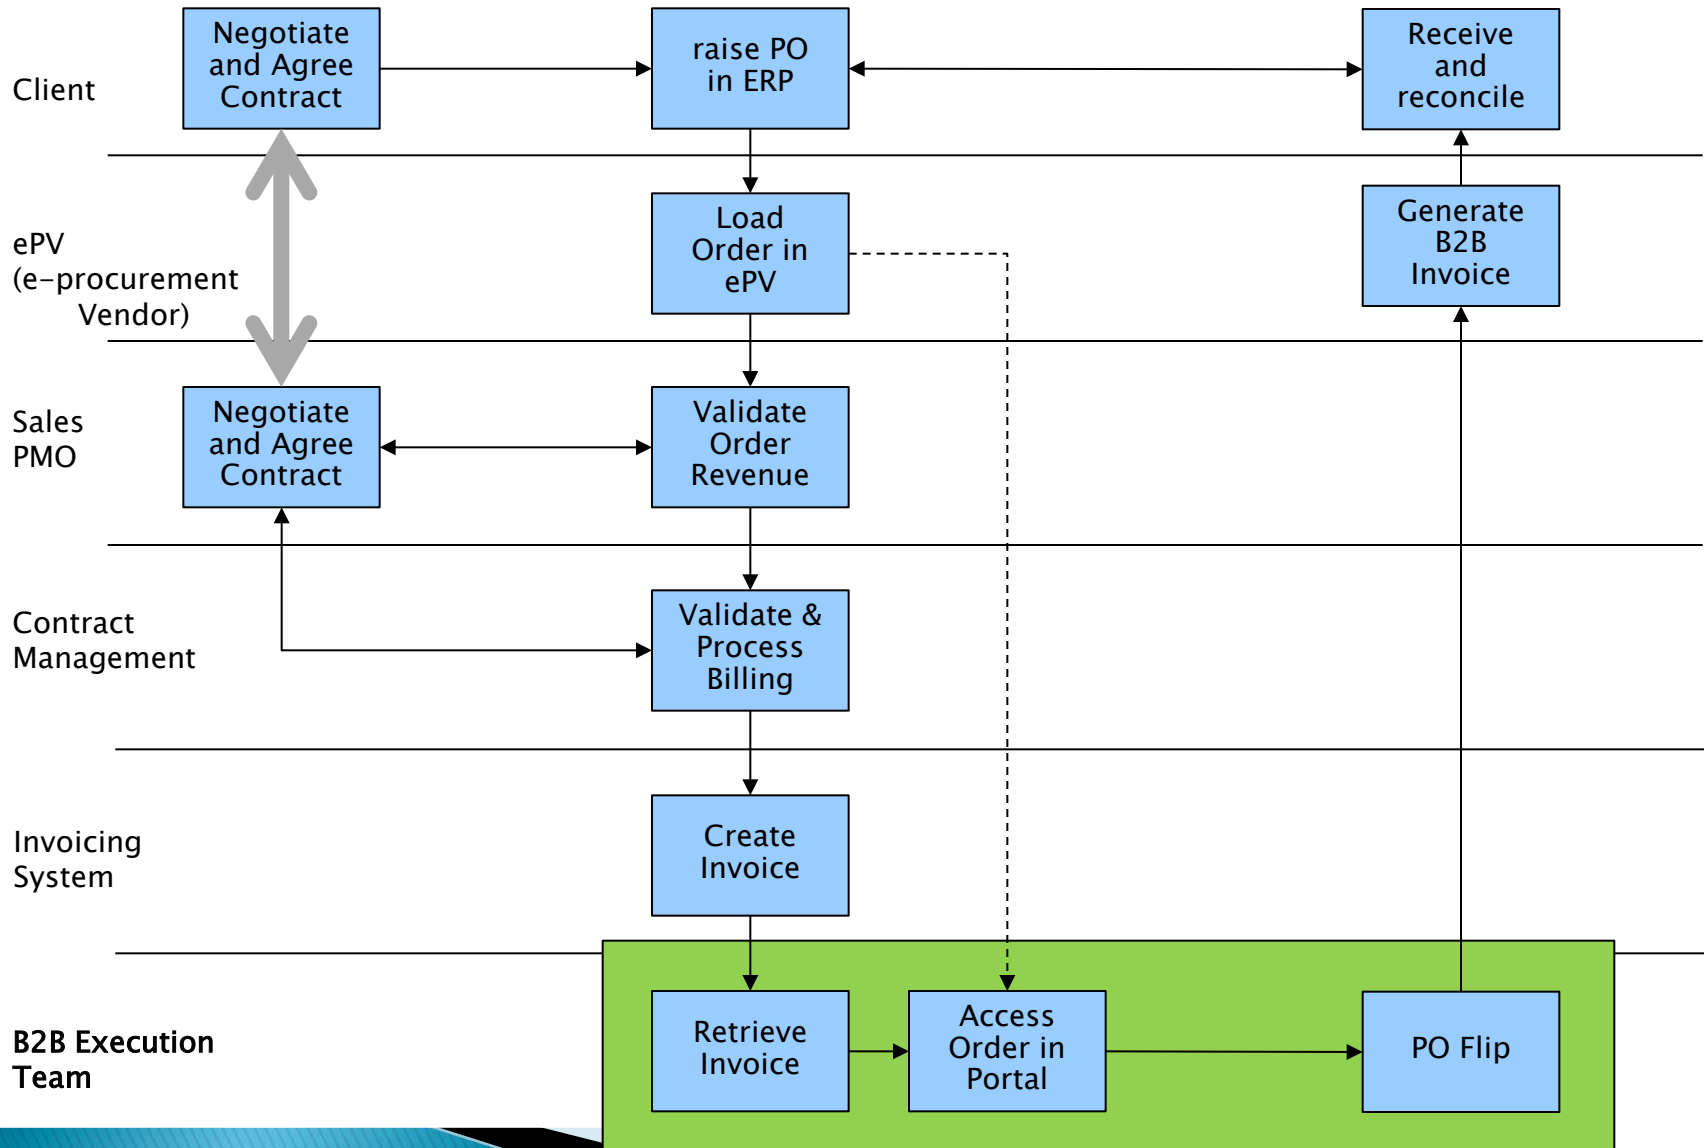 Client
Negotiate
and Agree
Contract
raise PO
in ERP
Receive
and
reconcile
ePV
(e-procurement
Vendor)
Load
Order in
ePV
Generate
B2B
Invoice
Sales
PMO
Negotiate
and Agree
Contract
Validate
Order
Revenue
Contract
Management
Validate &
Process
Billing
Invoicing
System
Create
Invoice
B2B Execution
Team
Retrieve
Invoice
Access
Order in
Portal
PO Flip